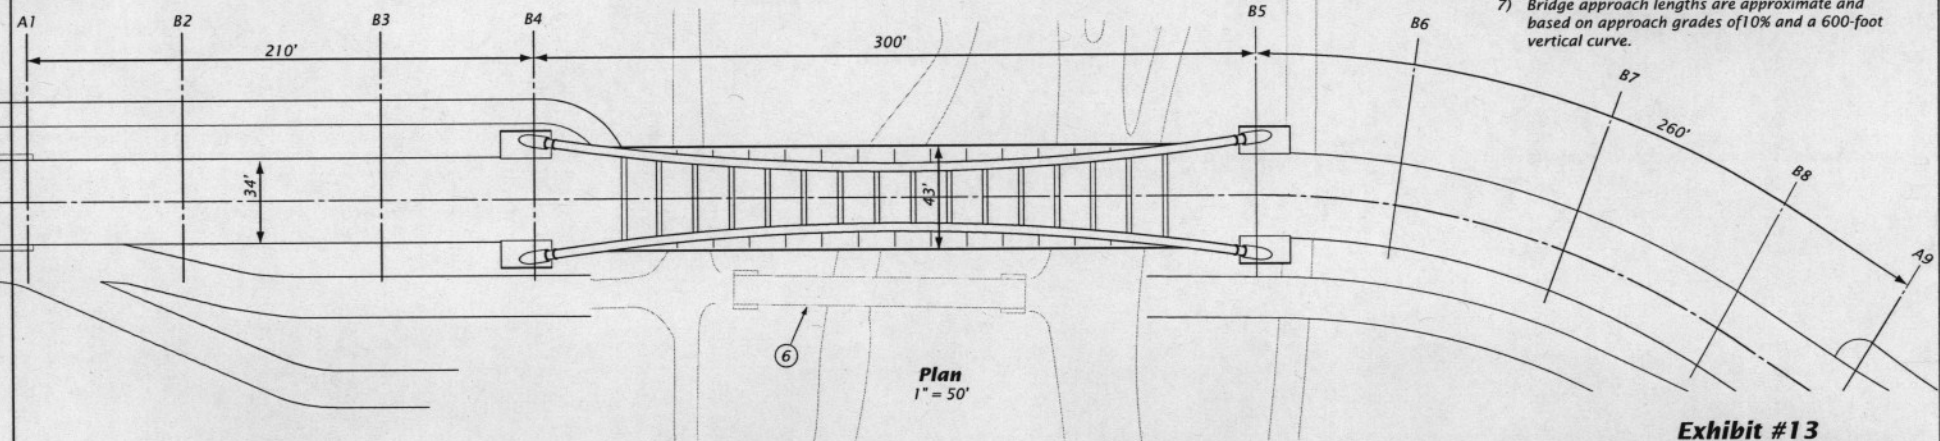 A1
B2
B3
B4
B5
B6
B7
B8
A9
210'
300'
260'
34'
43'
7) Bridge approach lengths are approximate and
based on approach grades of10% and a 600-foot
vertical curve.
6
Plan
1" = 50'
Exhibit #13